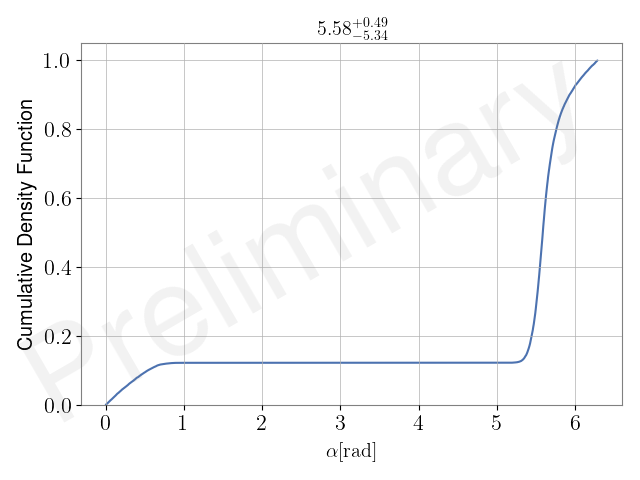 5.58^{+0.49}_{-5.34}
1.0
0.8
0.6
0.4
0.2
0.0
Cumulative Density Function
0 1 2 3 4 5 6
α[rad]
Preliminary